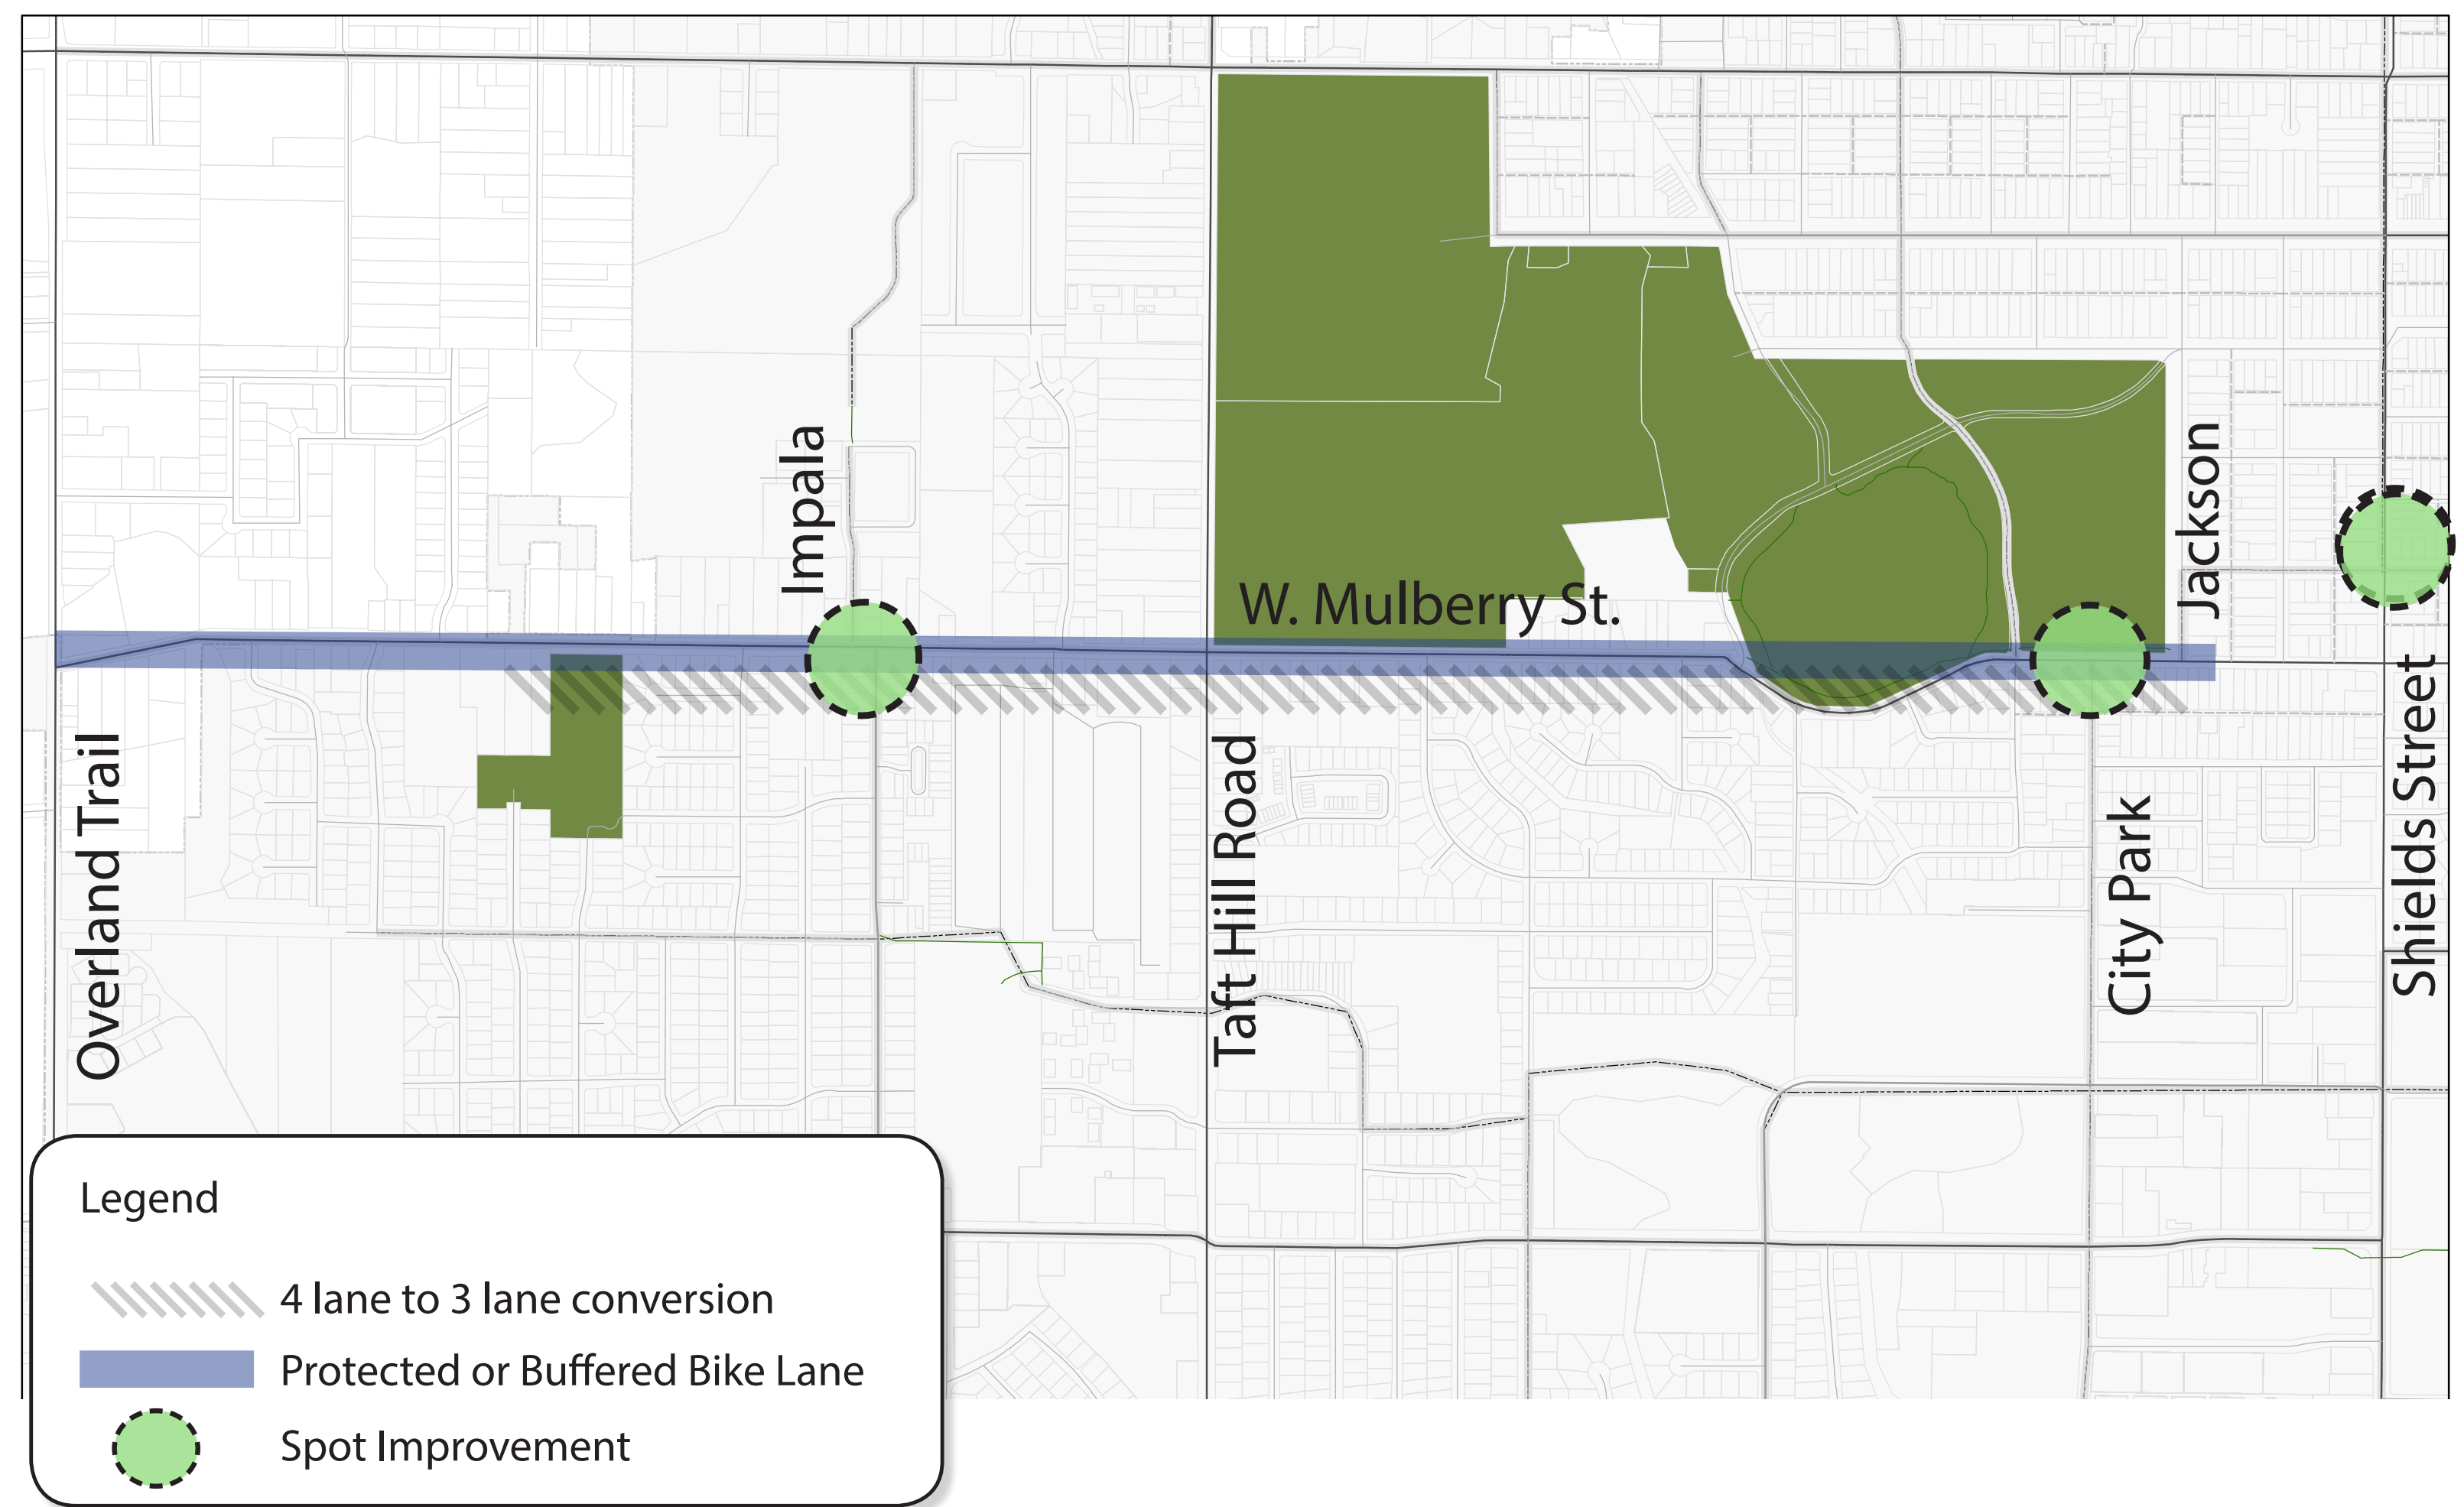 Impala
Jackson
W. Mulberry St.
Overland Trail
Taft Hill Road
City Park
Shields Street
Legend
4 lane to 3 lane conversion
Protected or Buffered Bike Lane
Spot Improvement